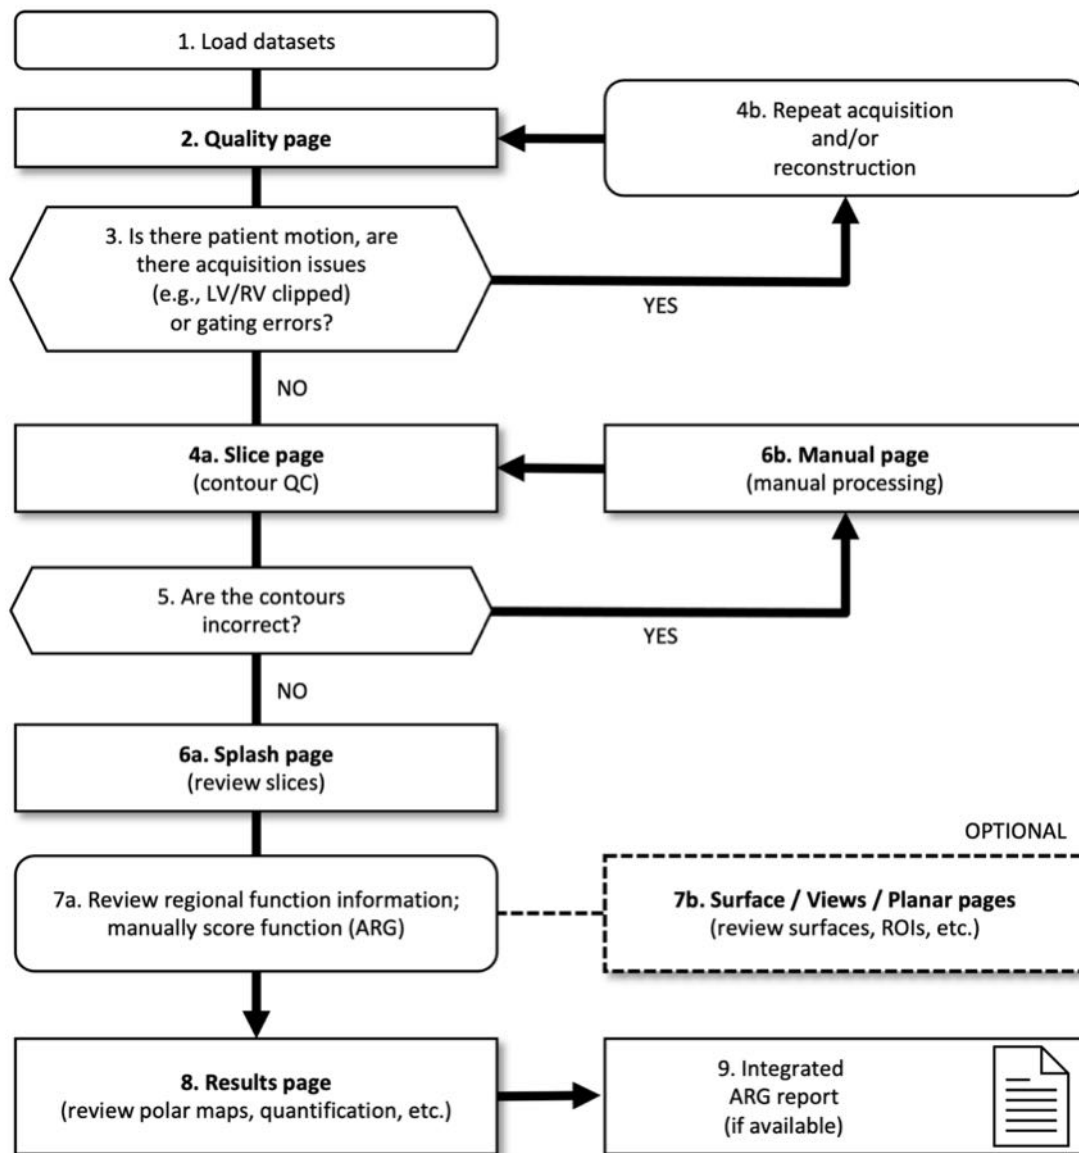 1. Load datasets
2. Quality page
4b. Repeat acquisition
and/or
reconstruction
3. Is there patient motion, are
there acquisition issues
(e.g., LV/RV clipped)
or gating errors?
YES
NO
4a. Slice page
(contour QC)
6b. Manual page
(manual processing)
5. Are the contours
incorrect?
YES
NO
6a. Splash page
(review slices)
OPTIONAL
7a. Review regional function information;
manually score function (ARG)
7b. Surface / Views / Planar pages
(review surfaces, ROIs, etc.)
8. Results page
(review polar maps, quantification, etc.)
9. Integrated
ARG report
(if available)